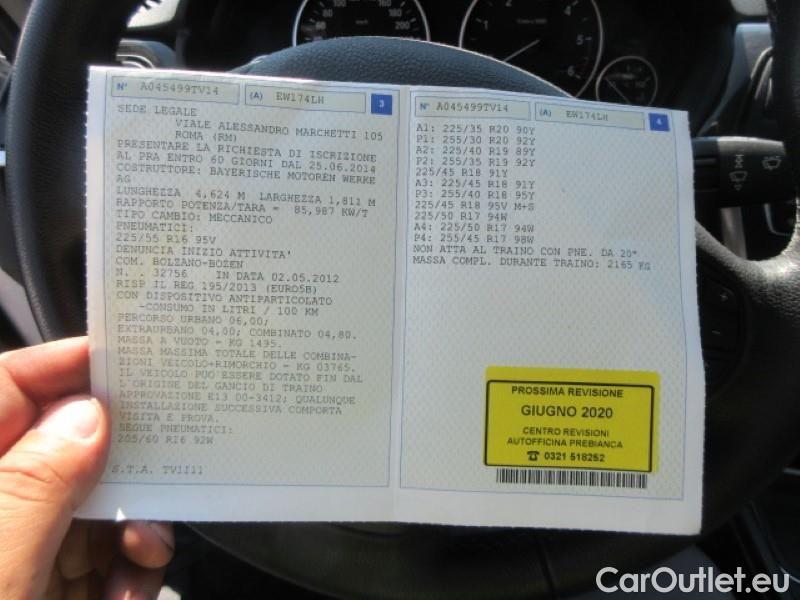 N° A045499TV14 (A) EW174LH 3
SEDE LEGALE
VIALE ALESSANDRO MARCHETTI 105
ROMA (RM)
PRESENTARE LA RICHIESTA DI ISCRIZIONE
AL PRA ENTRO 60 GIORNI DAL 25.06.2014
COSTRUTTORE: BAYERISCHE MOTOREN WERKE
AG
LUNGHEZZA 4,624 M LARGHEZZA 1,811 M
RAPPORTO POTENZA/TARA = 85,987 KW/T
TIPO CAMBIO: MECCANICO
PNEUMATICI:
225/55 R16 95V
DENUNCIA INIZIO ATTIVITA'
COM. BOLZANO-BOZEN
N. . 32756 IN DATA 02.05.2012
RISP IL REG 195/2013 (EURO5B)
CON DISPOSITIVO ANTIPARTICOLATO
-CONSUMO IN LITRI / 100 KM
PERCORSO URBANO 06,00;
EXTRAURBANO 04,00; COMBINATO 04,80.
MASSA A VUOTO - KG 1495.
MASSA MASSIMA TOTALE DELLE COMBINA-
ZIONI VEICOLO+RIMORCHIO - KG 03765.
IL VEICOLO PUO'ESSERE DOTATO FIN DAL
L'ORIGINE DEL GANCIO DI TRAINO
APPROVAZIONE E13 00-3412; QUALUNQUE
INSTALLAZIONE SUCCESSIVA COMPORTA
VISITA E PROVA.
SEGUE PNEUMATICI:
205/60 R16 92W
S.T.A. TV1111
N° A045499TV14 (A) EW174LH 4
A1: 225/35 R20 90Y
P1: 255/30 R20 92Y
A2: 225/40 R19 89Y
P2: 255/35 R19 92Y
225/45 R18 91Y
A3: 225/45 R18 91Y
P3: 255/40 R18 95Y
225/45 R18 95V M+S
225/50 R17 94W
A4: 225/50 R17 94W
P4: 255/45 R17 98W
NON ATTA AL TRAINO CON PNE. DA 20"
MASSA COMPL. DURANTE TRAINO: 2165 KG
PROSSIMA REVISIONE
GIUGNO 2020
CENTRO REVISIONI
AUTOFFICINA PREBIANCA
☎ 0321 518252
CarOutlet.eu